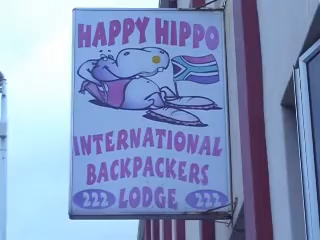 HAPPY HIPPO
INTERNATIONAL
BACKPACKERS
222 LODGE 222